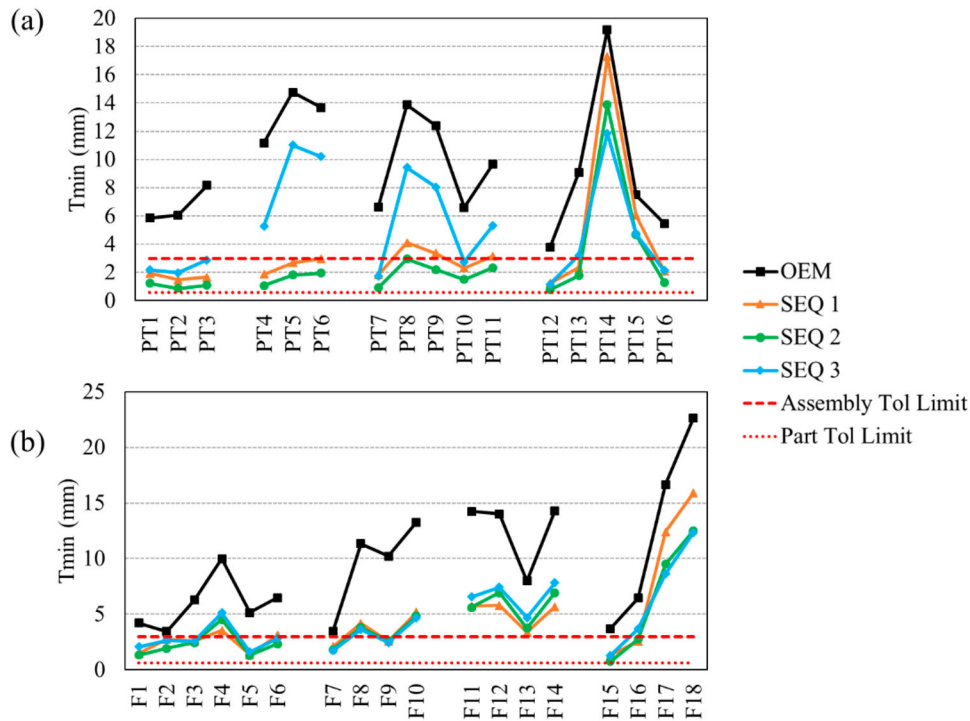 (a)
Tmin (mm)
20
18
16
14
12
10
8
6
4
2
0
PT1
PT2
PT3
PT4
PT5
PT6
PT7
PT8
PT9
PT10
PT11
PT12
PT13
PT14
PT15
PT16
OEM
SEQ 1
SEQ 2
SEQ 3
Assembly Tol Limit
Part Tol Limit
(b)
Tmin (mm)
25
20
15
10
5
0
F1
F2
F3
F4
F5
F6
F7
F8
F9
F10
F11
F12
F13
F14
F15
F16
F17
F18